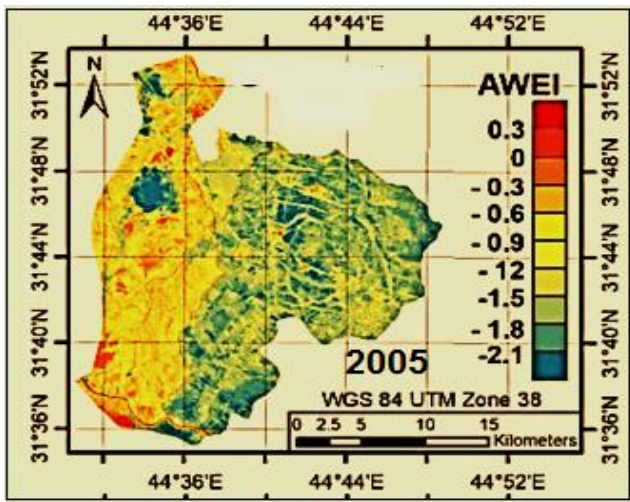 44°36'E 44°44'E 44°52'E
N
AWEI
31°52'N 31°52'N
0.3
0
31°48'N 31°48'N
- 0.3
- 0.6
31°44'N 31°44'N
- 0.9
- 12
-1.5
31°40'N 31°40'N
- 1.8
-2.1
2005
WGS 84 UTM Zone 38
31°36'N 31°36'N
0 2.5 5 10 15
Kilometers
44°36'E 44°44'E 44°52'E